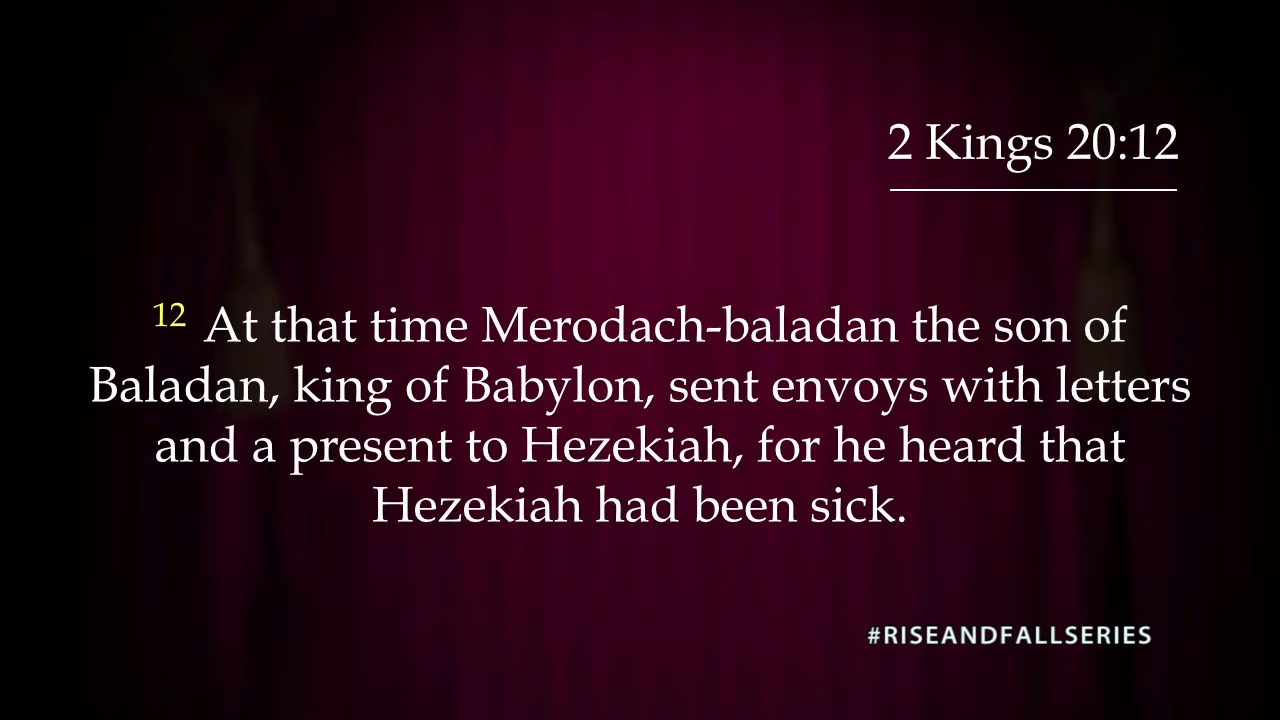 2 Kings 20:12
12 At that time Merodach-baladan the son of
Baladan, king of Babylon, sent envoys with letters
and a present to Hezekiah, for he heard that
Hezekiah had been sick.
#RISEANDFALLSERIES